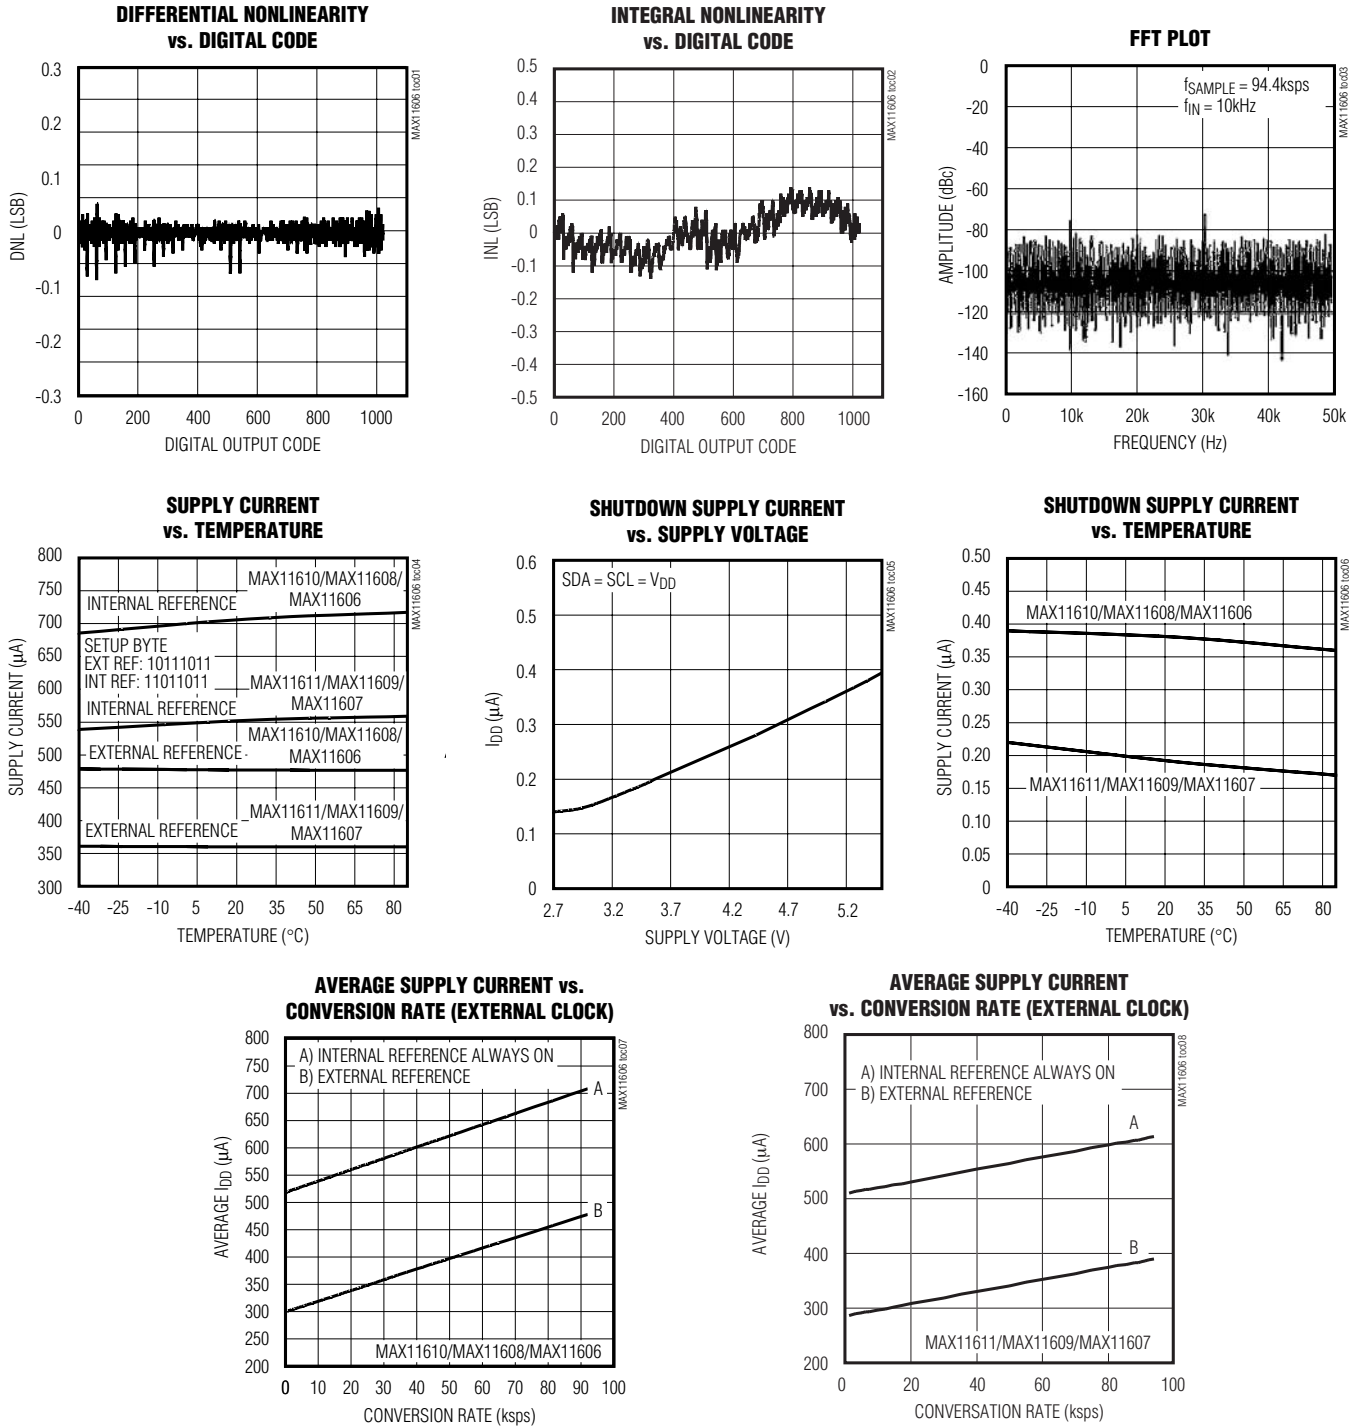 DIFFERENTIAL NONLINEARITY
vs. DIGITAL CODE
0.3
0.2
0.1
0
-0.1
-0.2
-0.3
DNL (LSB)
0 200 400 600 800 1000
DIGITAL OUTPUT CODE
MAX11606 toc01
INTEGRAL NONLINEARITY
vs. DIGITAL CODE
0.5
0.4
0.3
0.2
0.1
0
-0.1
-0.2
-0.3
-0.4
-0.5
INL (LSB)
0 200 400 600 800 1000
DIGITAL OUTPUT CODE
MAX11606 toc02
FFT PLOT
fSAMPLE = 94.4ksps
fIN = 10kHz
0
-20
-40
-60
-80
-100
-120
-140
-160
AMPLITUDE (dBc)
0 10k 20k 30k 40k 50k
FREQUENCY (Hz)
MAX11606 toc03
SUPPLY CURRENT
vs. TEMPERATURE
800
750
700
650
600
550
500
450
400
350
300
SUPPLY CURRENT (µA)
MAX11610/MAX11608/
MAX11606
INTERNAL REFERENCE
SETUP BYTE
EXT REF: 10111011
INT REF: 11011011
MAX11611/MAX11609/
MAX11607
INTERNAL REFERENCE
MAX11610/MAX11608/
MAX11606
EXTERNAL REFERENCE
MAX11611/MAX11609/
MAX11607
EXTERNAL REFERENCE
-40 -25 -10 5 20 35 50 65 80
TEMPERATURE (°C)
MAX11606 toc04
SHUTDOWN SUPPLY CURRENT
vs. SUPPLY VOLTAGE
SDA = SCL = VDD
0.6
0.5
0.4
0.3
0.2
0.1
0
IDD (µA)
2.7 3.2 3.7 4.2 4.7 5.2
SUPPLY VOLTAGE (V)
MAX11606 toc05
SHUTDOWN SUPPLY CURRENT
vs. TEMPERATURE
0.50
0.45
0.40
0.35
0.30
0.25
0.20
0.15
0.10
0.05
0
SUPPLY CURRENT (µA)
MAX11610/MAX11608/MAX11606
MAX11611/MAX11609/MAX11607
-40 -25 -10 5 20 35 50 65 80
TEMPERATURE (°C)
MAX11606 toc06
AVERAGE SUPPLY CURRENT vs.
CONVERSION RATE (EXTERNAL CLOCK)
A) INTERNAL REFERENCE ALWAYS ON
B) EXTERNAL REFERENCE
800
750
700
650
600
550
500
450
400
350
300
250
200
AVERAGE IDD (µA)
A
B
MAX11610/MAX11608/MAX11606
0 10 20 30 40 50 60 70 80 90 100
CONVERSION RATE (ksps)
MAX11606 toc07
AVERAGE SUPPLY CURRENT
vs. CONVERSION RATE (EXTERNAL CLOCK)
A) INTERNAL REFERENCE ALWAYS ON
B) EXTERNAL REFERENCE
800
700
600
500
400
300
200
AVERAGE IDD (µA)
A
B
MAX11611/MAX11609/MAX11607
0 20 40 60 80 100
CONVERSATION RATE (ksps)
MAX11606 toc08